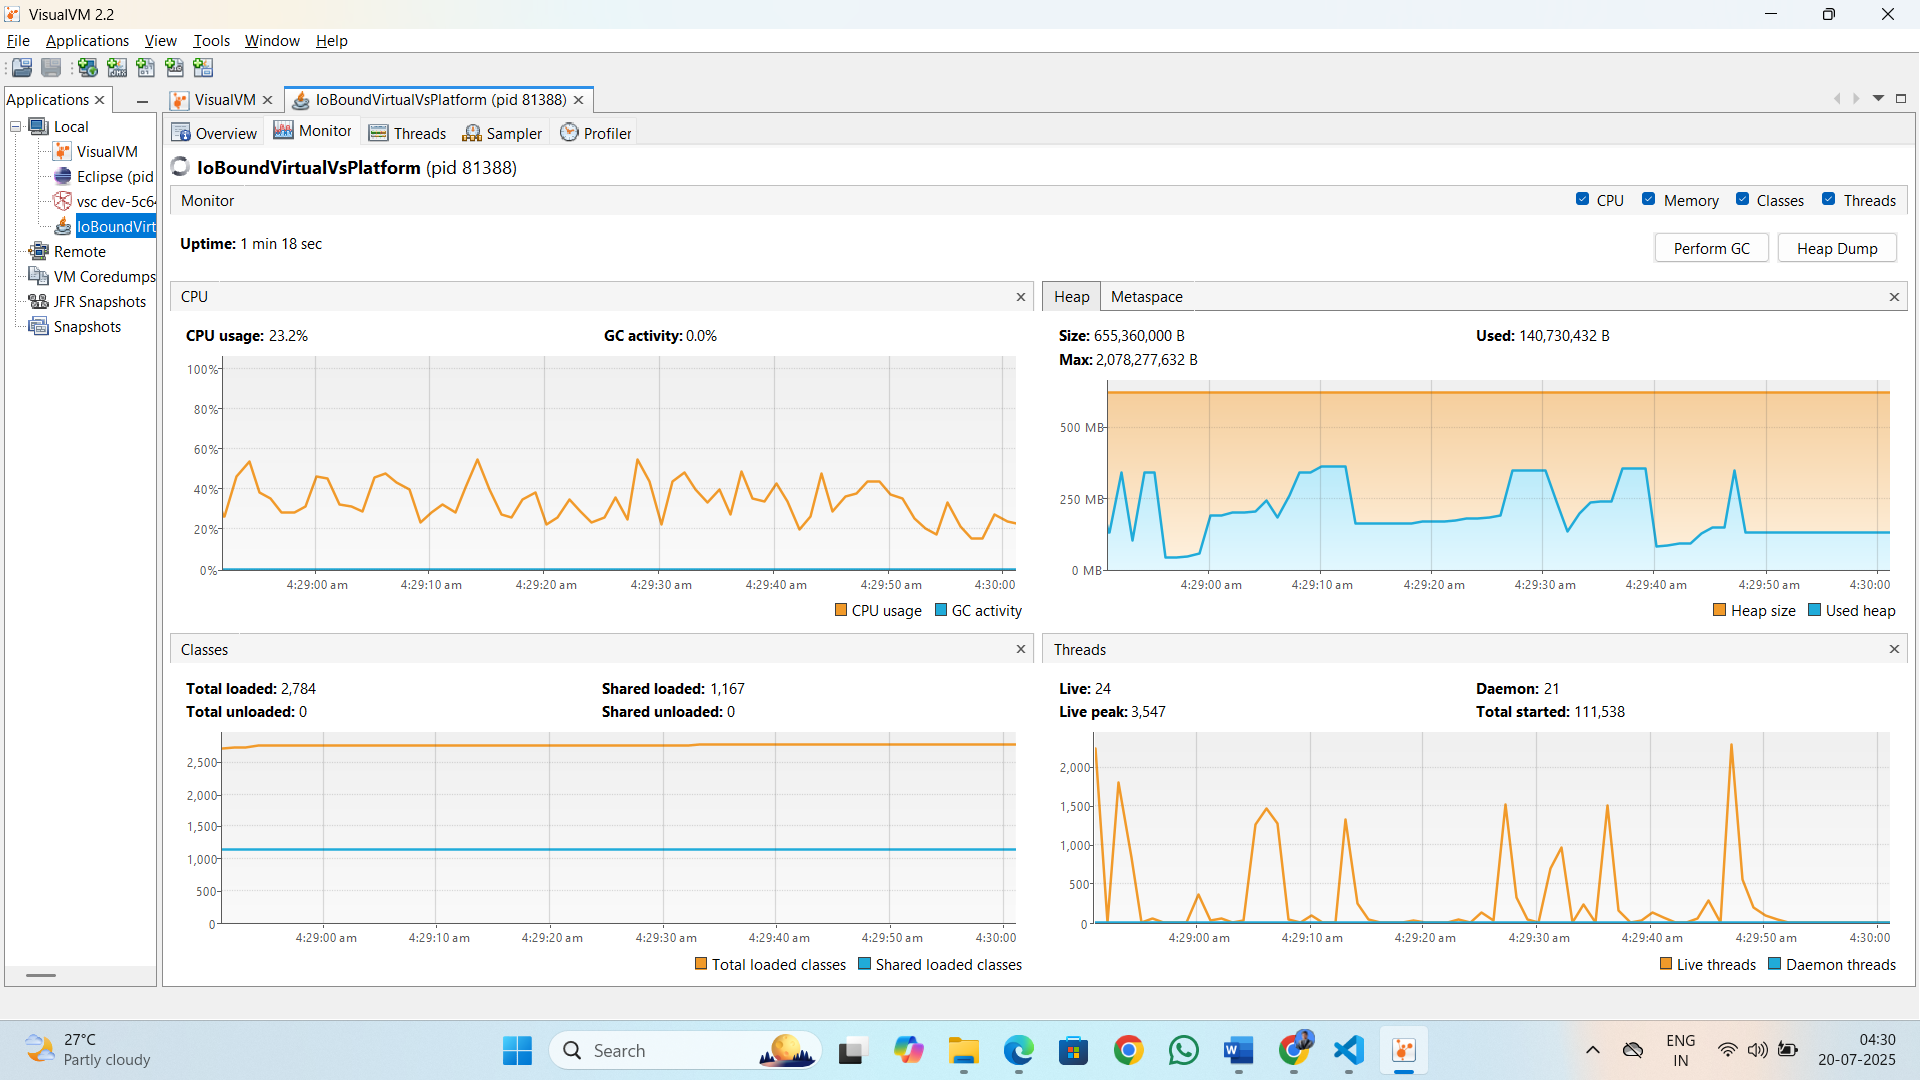 VisualVM 2.2
File Applications View Tools Window Help
Applications
VisualVM
IoBoundVirtualVsPlatform (pid 81388)
Local
VisualVM
Eclipse (pid
vsc dev-5c6
IoBoundVirt
Remote
VM Coredumps
JFR Snapshots
Snapshots
Overview Monitor Threads Sampler Profiler
IoBoundVirtualVsPlatform (pid 81388)
Monitor
CPU Memory Classes Threads
Uptime: 1 min 18 sec
Perform GC Heap Dump
CPU
CPU usage: 23.2% GC activity: 0.0%
100%
80%
60%
40%
20%
0%
4:29:00 am 4:29:10 am 4:29:20 am 4:29:30 am 4:29:40 am 4:29:50 am 4:30:00
CPU usage GC activity
Heap Metaspace
Size: 655,360,000 B Used: 140,730,432 B
Max: 2,078,277,632 B
500 MB
250 MB
0 MB
4:29:00 am 4:29:10 am 4:29:20 am 4:29:30 am 4:29:40 am 4:29:50 am 4:30:00
Heap size Used heap
Classes
Total loaded: 2,784 Shared loaded: 1,167
Total unloaded: 0 Shared unloaded: 0
2,500
2,000
1,500
1,000
500
0
4:29:00 am 4:29:10 am 4:29:20 am 4:29:30 am 4:29:40 am 4:29:50 am 4:30:00
Total loaded classes Shared loaded classes
Threads
Live: 24 Daemon: 21
Live peak: 3,547 Total started: 111,538
2,000
1,500
1,000
500
0
4:29:00 am 4:29:10 am 4:29:20 am 4:29:30 am 4:29:40 am 4:29:50 am 4:30:00
Live threads Daemon threads
27°C
Partly cloudy
Search
ENG
IN
04:30
20-07-2025